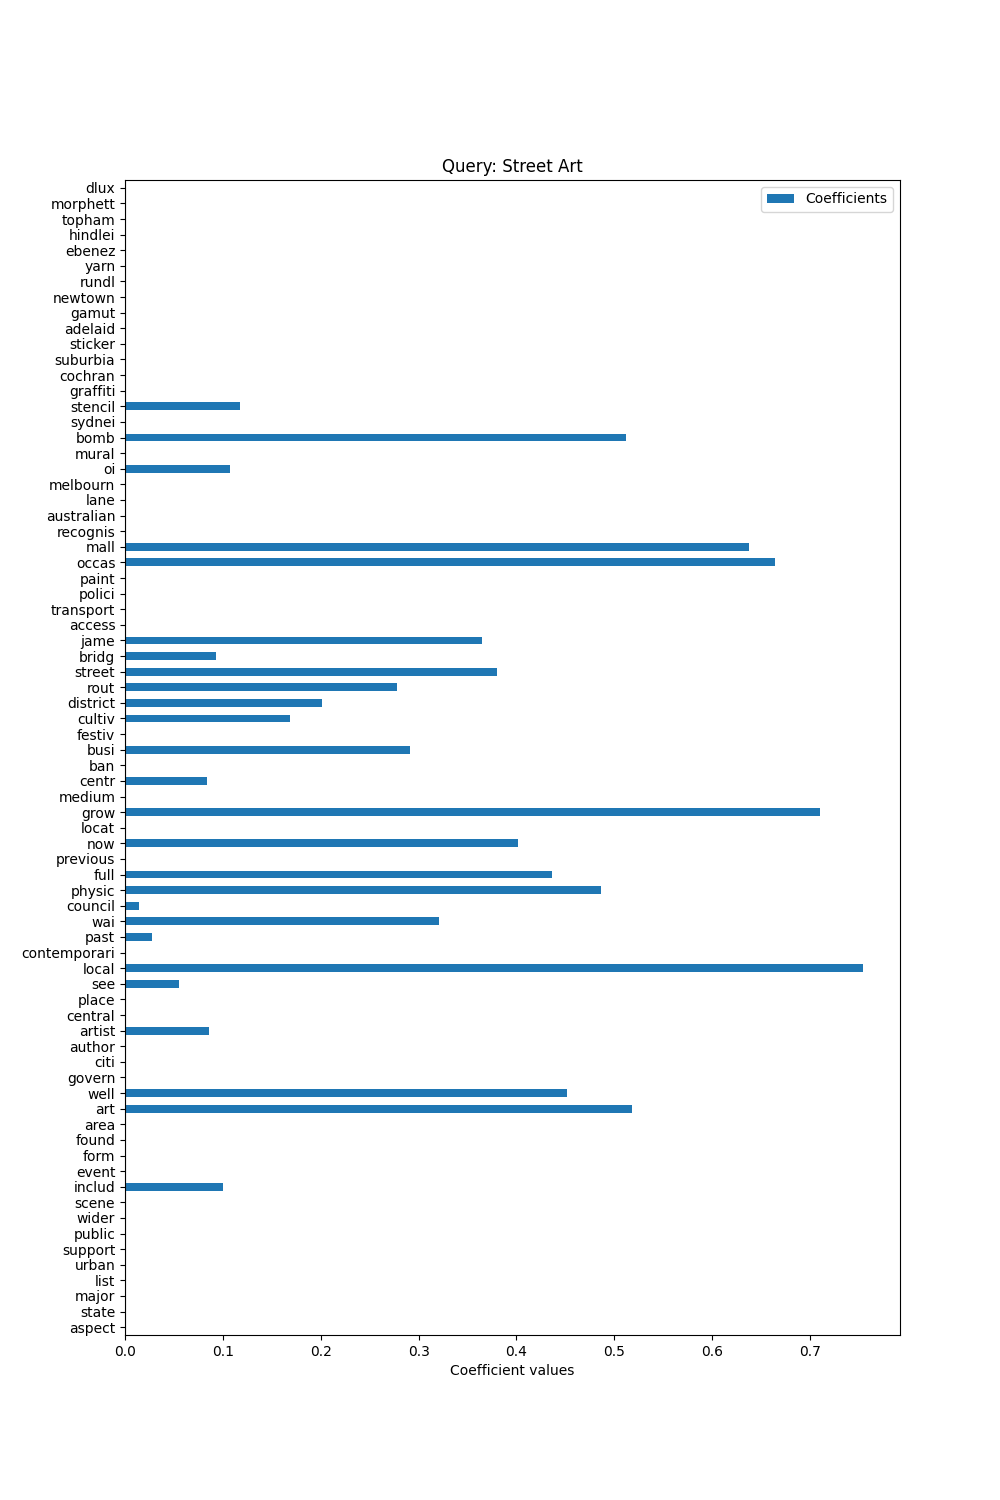 Query: Street Art
Coefficients
dlux
morphett
topham
hindlei
ebenez
yarn
rundl
newtown
gamut
adelaid
sticker
suburbia
cochran
graffiti
stencil
sydnei
bomb
mural
oi
melbourn
lane
australian
recognis
mall
occas
paint
polici
transport
access
jame
bridg
street
rout
district
cultiv
festiv
busi
ban
centr
medium
grow
locat
now
previous
full
physic
council
wai
past
contemporari
local
see
place
central
artist
author
citi
govern
well
art
area
found
form
event
includ
scene
wider
public
support
urban
list
major
state
aspect
0.0 0.1 0.2 0.3 0.4 0.5 0.6 0.7
Coefficient values